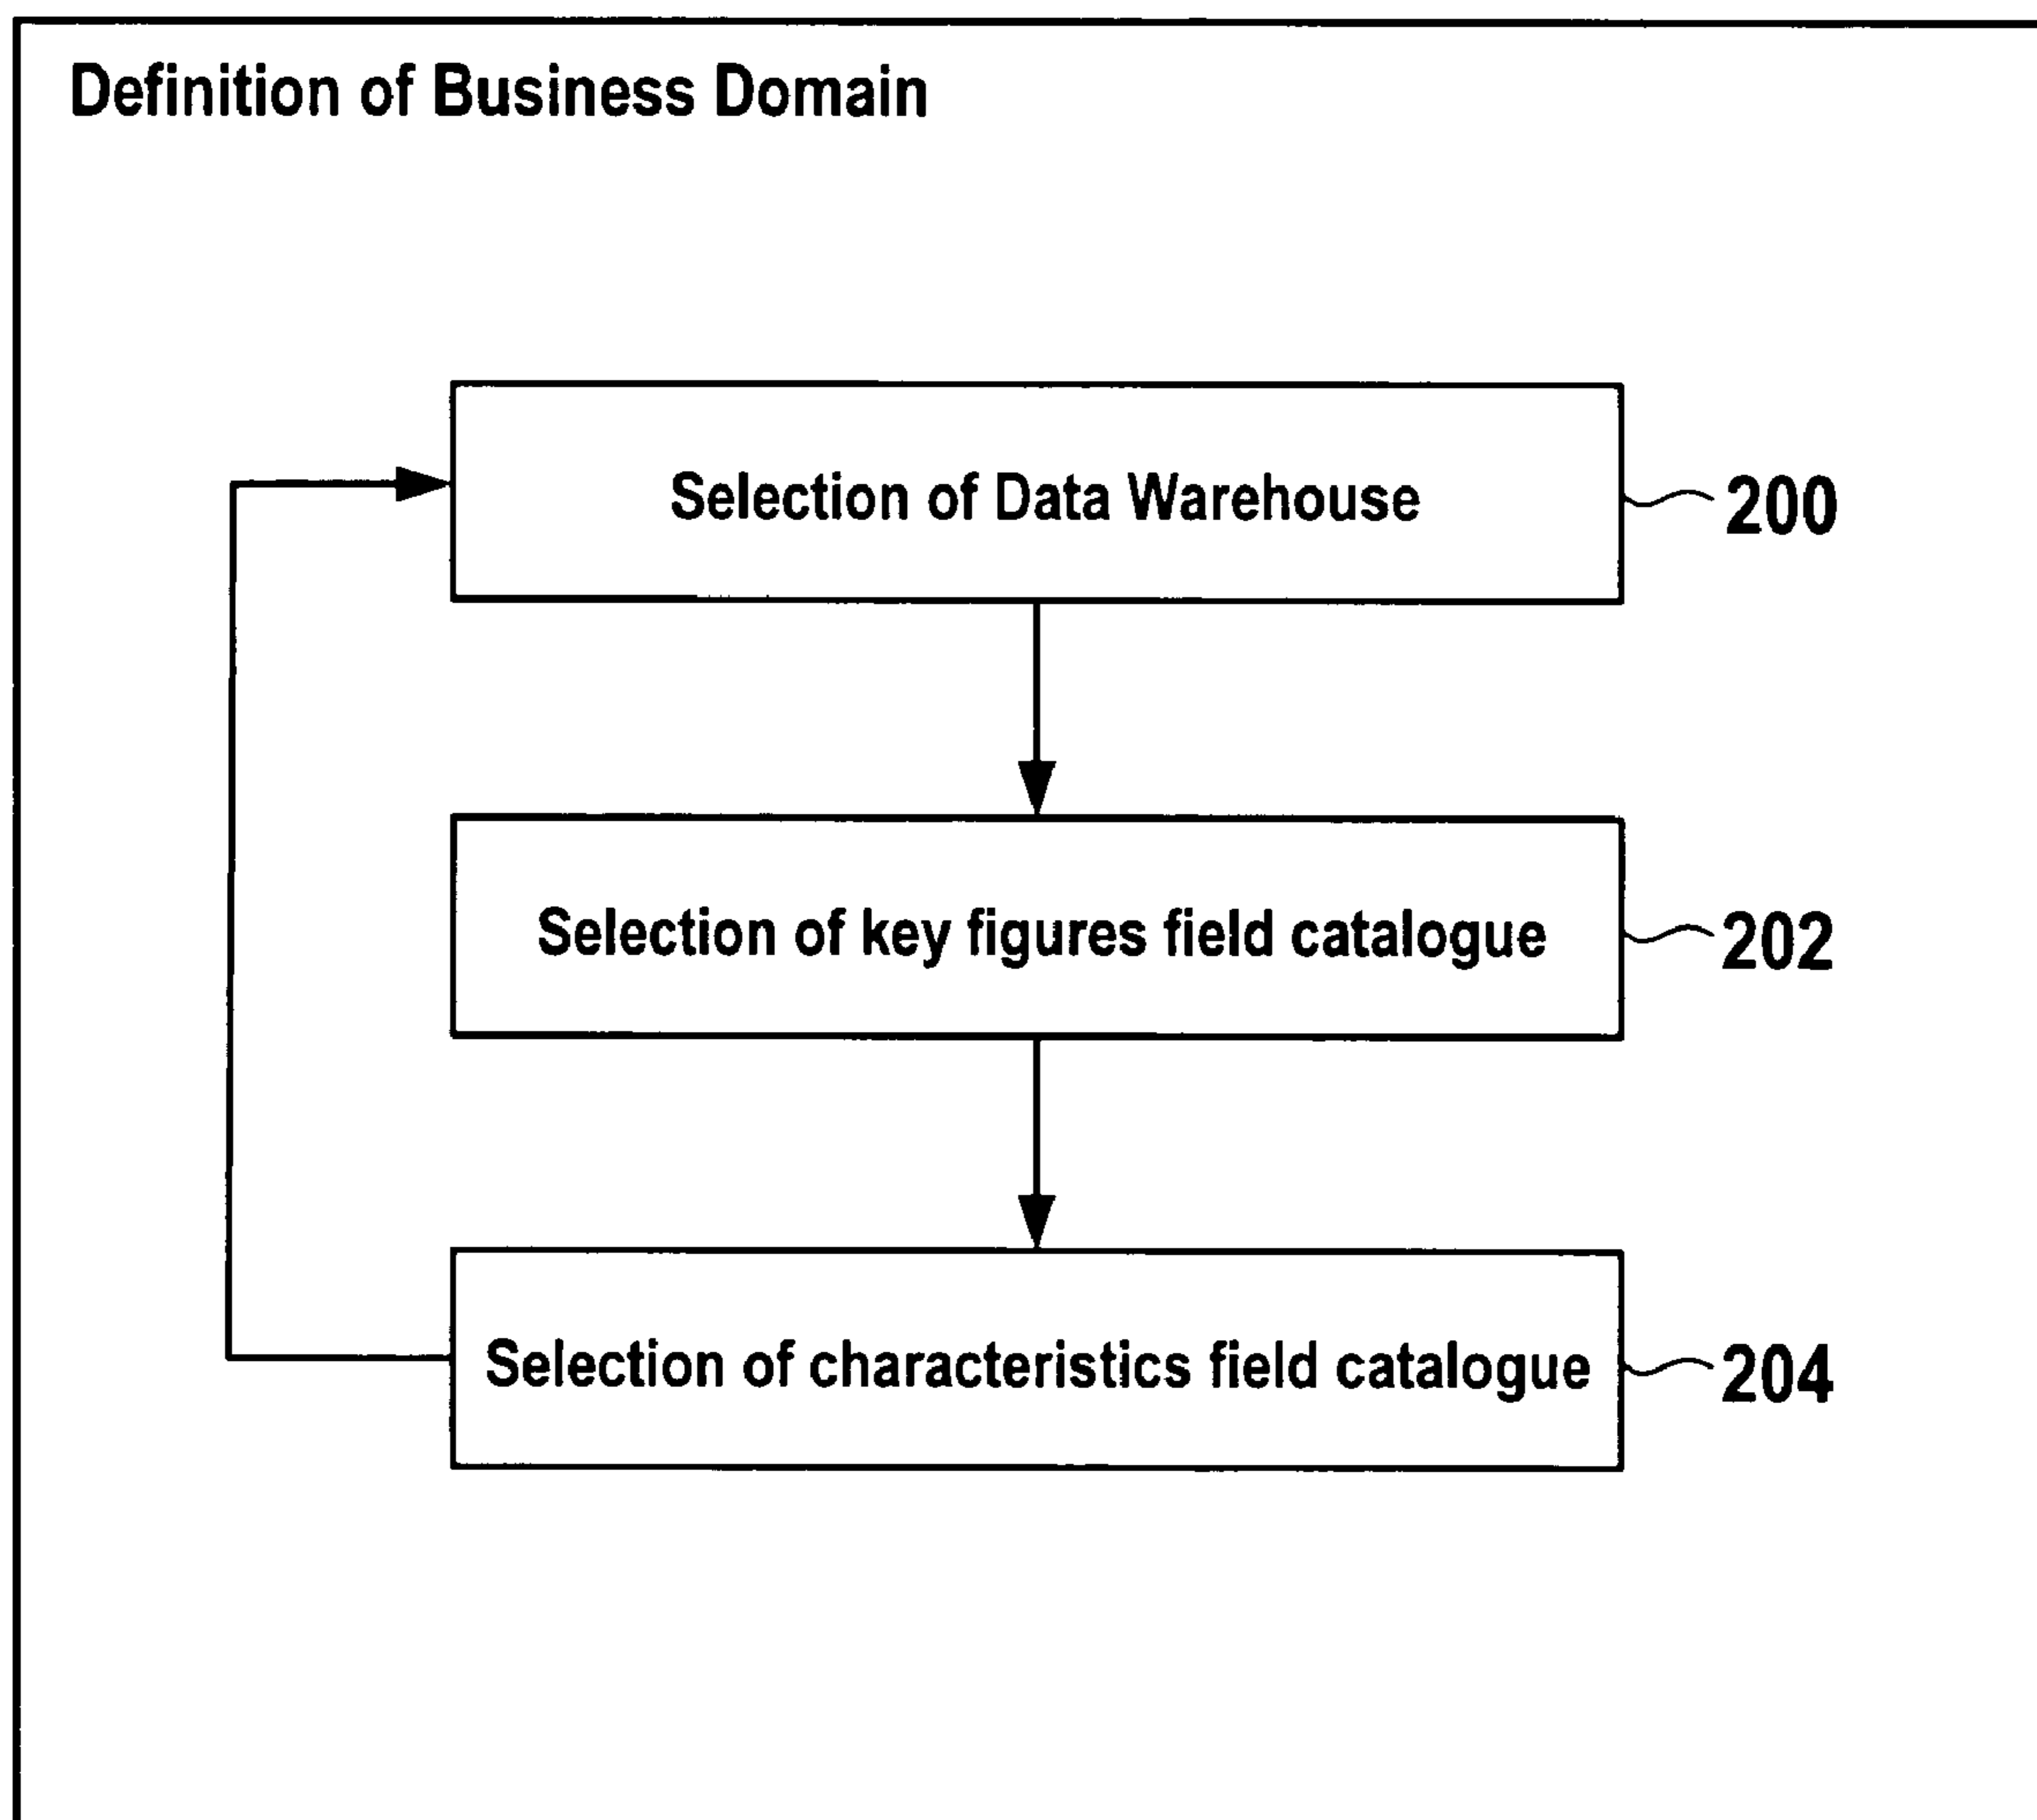 Definition of Business Domain
Selection of Data Warehouse
200
Selection of key figures field catalogue
202
Selection of characteristics field catalogue
204